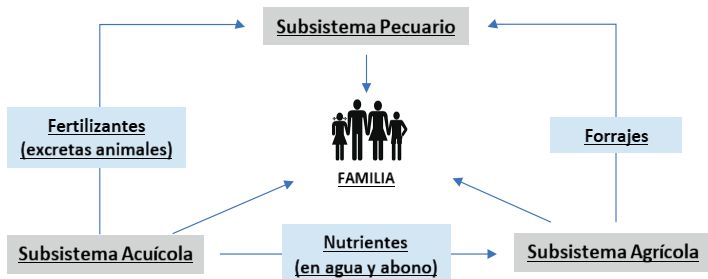 Subsistema Pecuario
Fertilizantes
(excretas animales)
Forrajes
FAMILIA
Subsistema Acuícola
Nutrientes
(en agua y abono)
Subsistema Agrícola